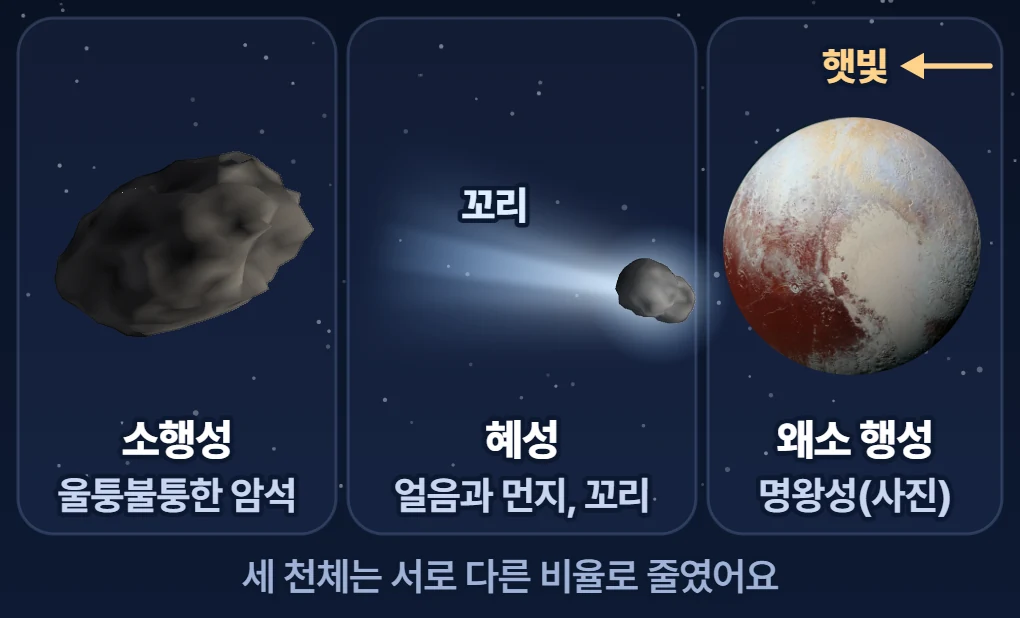 햇빛
꼬리
소행성
울퉁불퉁한 암석
혜성
얼음과 먼지, 꼬리
왜소 행성
명왕성(사진)
세 천체는 서로 다른 비율로 줄였어요